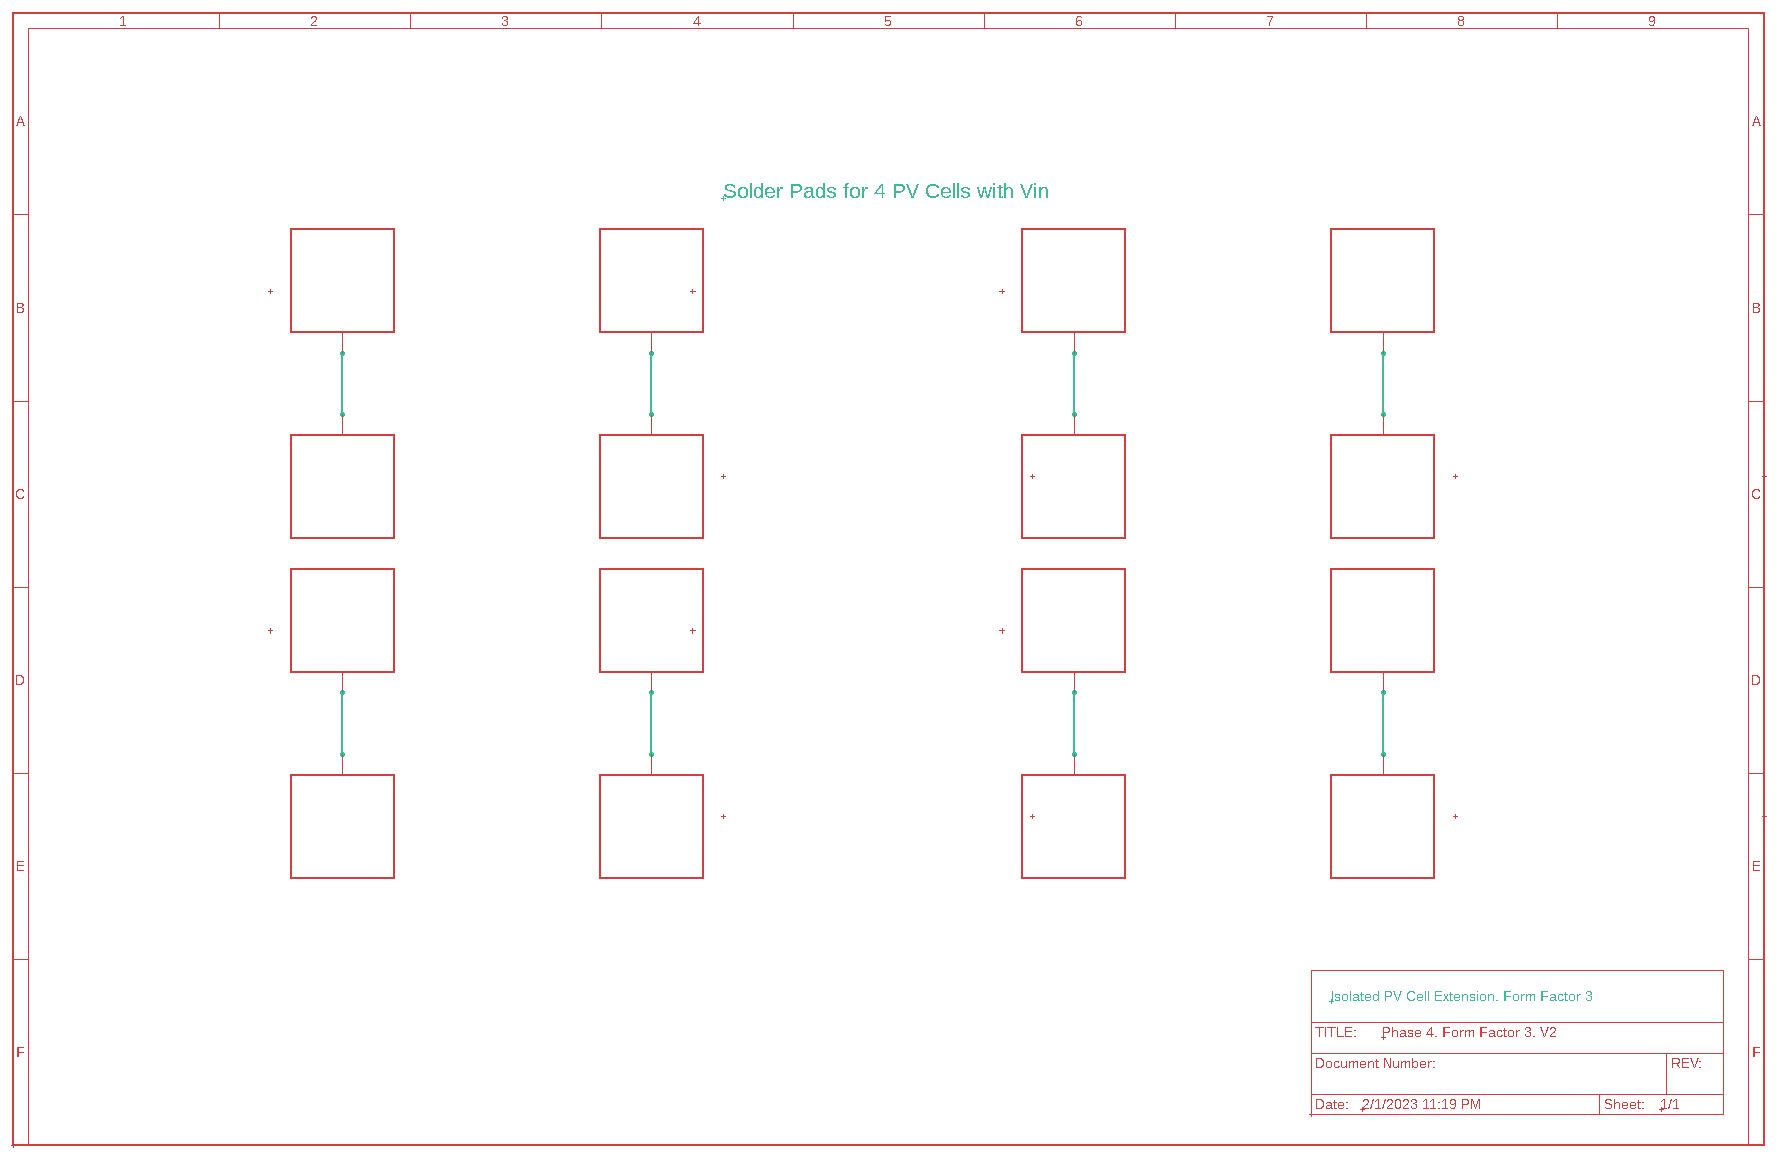 1 2 3 4 5 6 7 8 9
A A
Solder Pads for 4 PV Cells with Vin
B B
C C
D D
E E
Isolated PV Cell Extension. Form Factor 3
TITLE: Phase 4. Form Factor 3. V2
F F
Document Number: REV:
Date: 2/1/2023 11:19 PM Sheet: 1/1